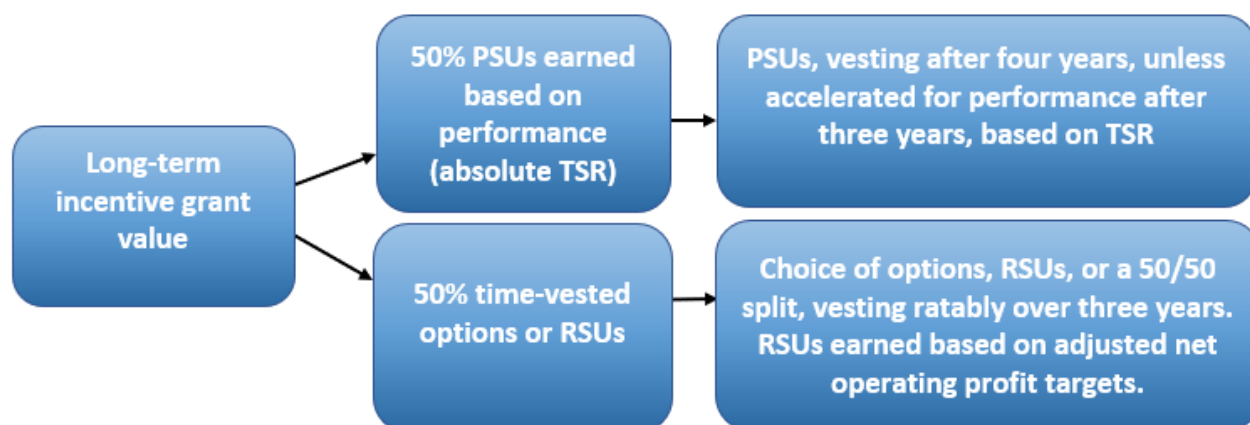 Long-term
incentive grant
value
50% PSUs earned
based on
performance
(absolute TSR)
PSUs, vesting after four years, unless
accelerated for performance after
three years, based on TSR
50% time-vested
options or RSUs
Choice of options, RSUs, or a 50/50
split, vesting ratably over three years.
RSUs earned based on adjusted net
operating profit targets.